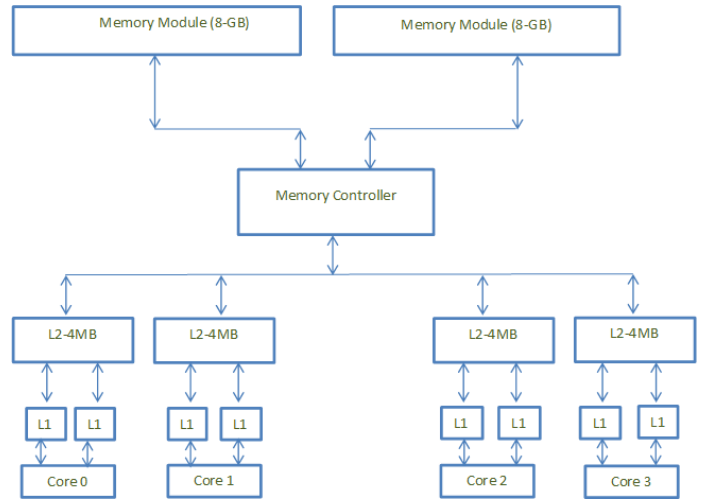 Memory Module (8-GB)
Memory Module (8-GB)
Memory Controller
L2-4MB
L2-4MB
L2-4MB
L2-4MB
L1
L1
L1
L1
L1
L1
L1
L1
Core 0
Core 1
Core 2
Core 3